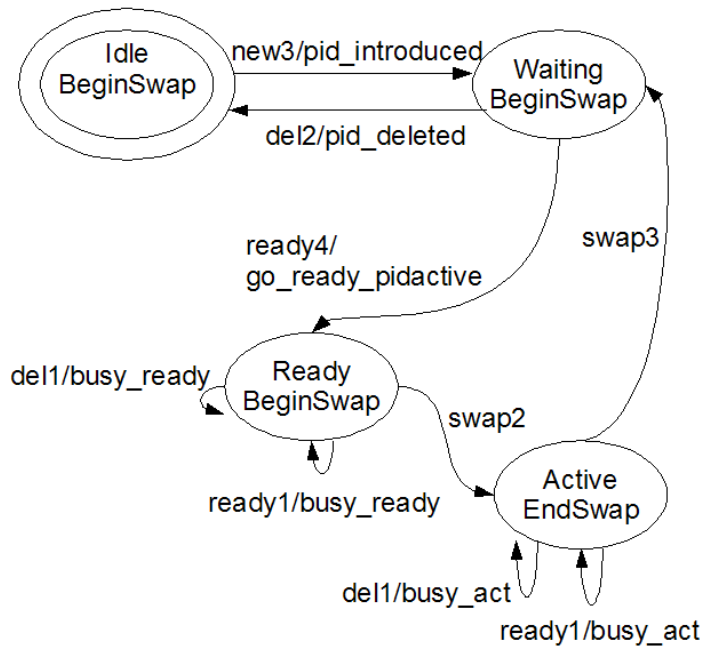 Idle
BeginSwap
new3/pid_introduced
Waiting
BeginSwap
del2/pid_deleted
ready4/
go_ready_pidactive
swap3
del1/busy_ready
Ready
BeginSwap
swap2
ready1/busy_ready
Active
EndSwap
del1/busy_act
ready1/busy_act